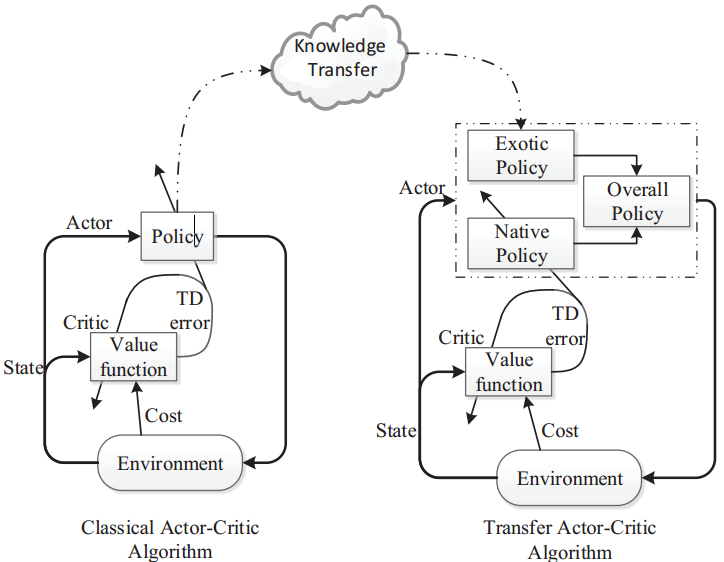 Knowledge
Transfer
Actor
Policy
TD
error
Critic
Value
function
State
Cost
Environment
Classical Actor-Critic
Algorithm
Exotic
Policy
Actor
Overall
Policy
Native
Policy
TD
error
Critic
Value
function
State
Cost
Environment
Transfer Actor-Critic
Algorithm